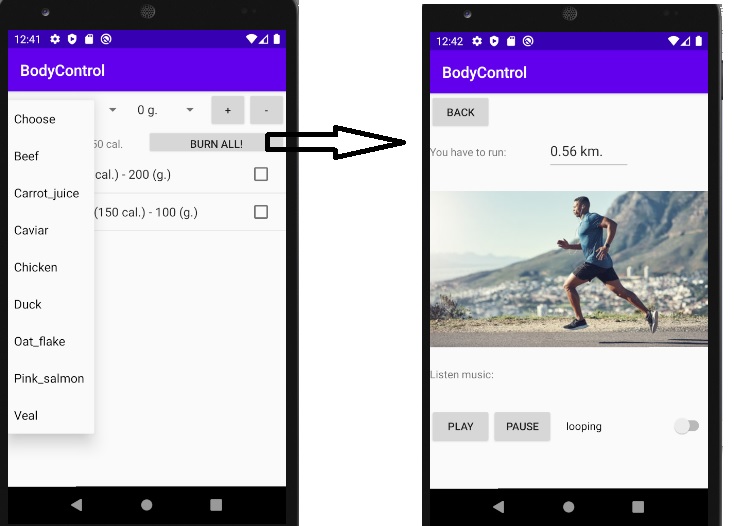 12:41
BodyControl
Choose
0 g.
+
-
Beef
50 cal.
BURN ALL!
cal.) - 200 (g.)
Carrot_juice
(150 cal.) - 100 (g.)
Caviar
Chicken
Duck
Oat_flake
Pink_salmon
Veal
12:42
BodyControl
BACK
You have to run:
0.56 km.
Listen music:
PLAY
PAUSE
looping